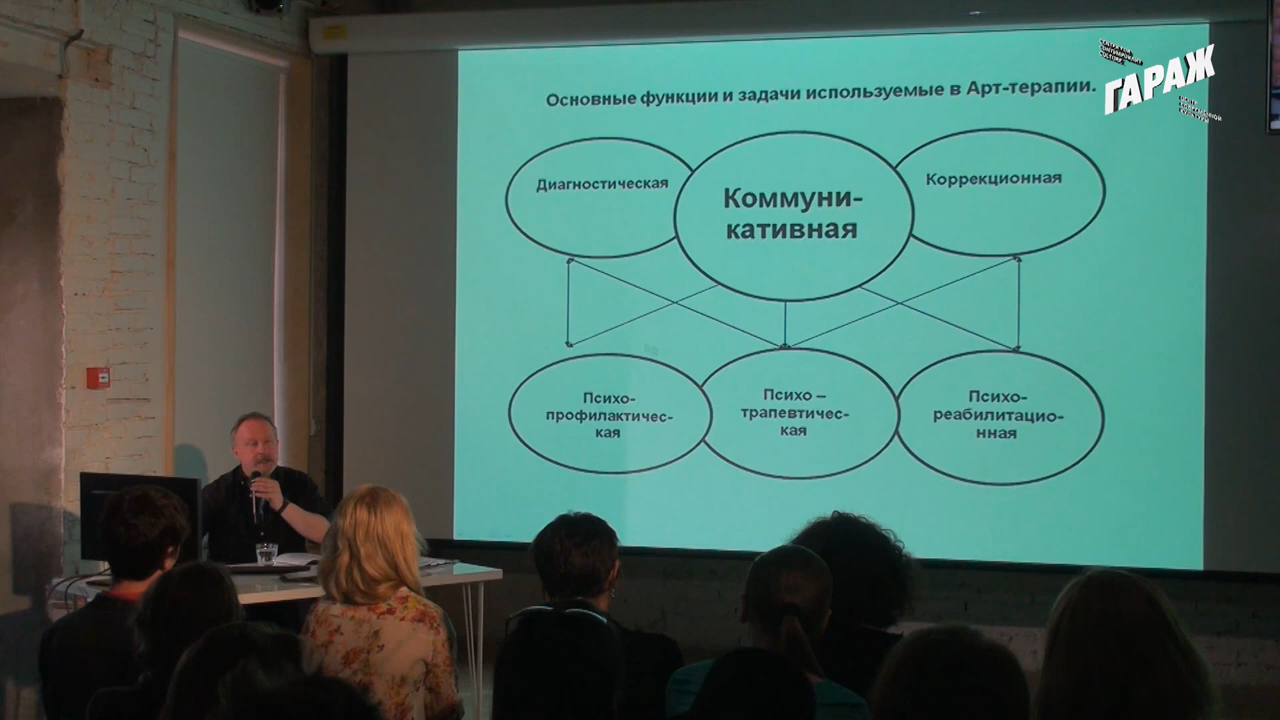 Основные функции и задачи используемые в Арт-терапии.
ГАРАЖ
Диагностическая
Коммуни-
кативная
Коррекционная
Психо-
профилактичес-
кая
Психо –
трапевтичес-
кая
Психо-
реабилитацио-
нная